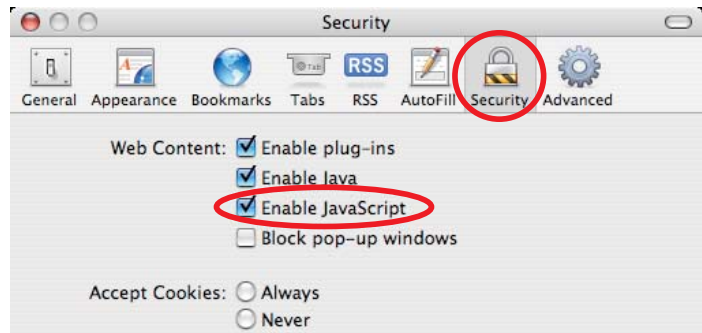 Security
Tab
RSS
General Appearance Bookmarks Tabs RSS AutoFill Security Advanced
Web Content: Enable plug-ins
Enable Java
Enable JavaScript
Block pop-up windows
Accept Cookies: Always
Never